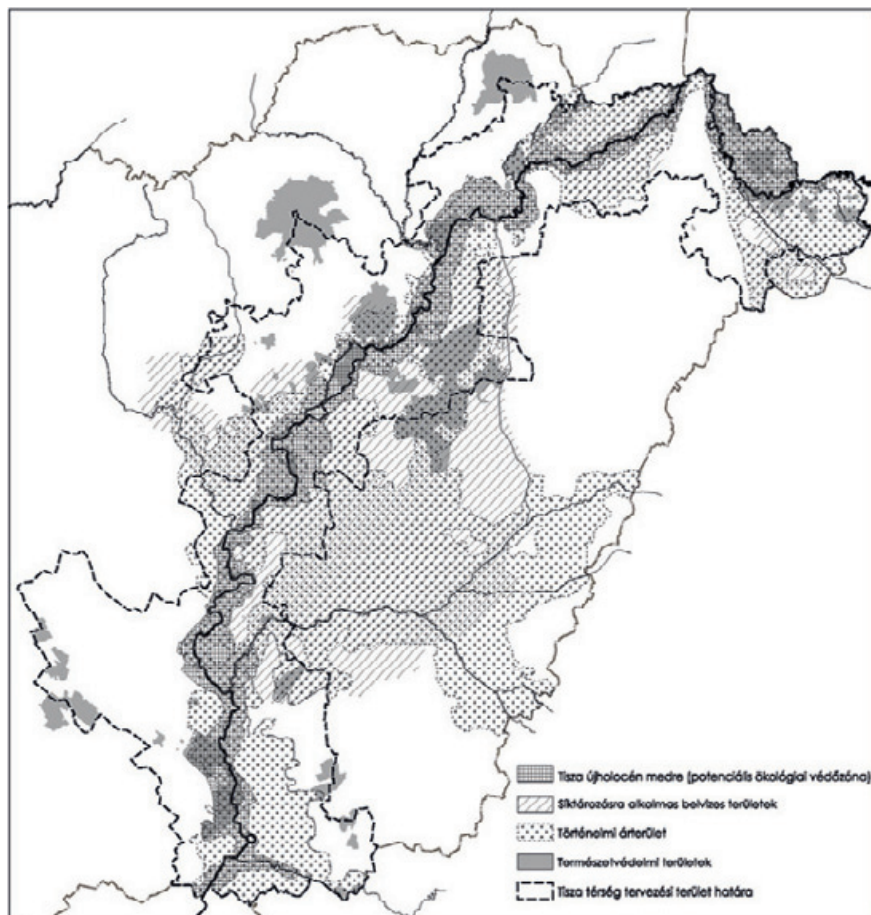 Tisza újholocén medre (potenciális ökológiai védőzóna)
Síktározásra alkalmas belvizes területek
Történelmi árterület
Természetvédelmi területek
Tisza térség tervezési terület határa